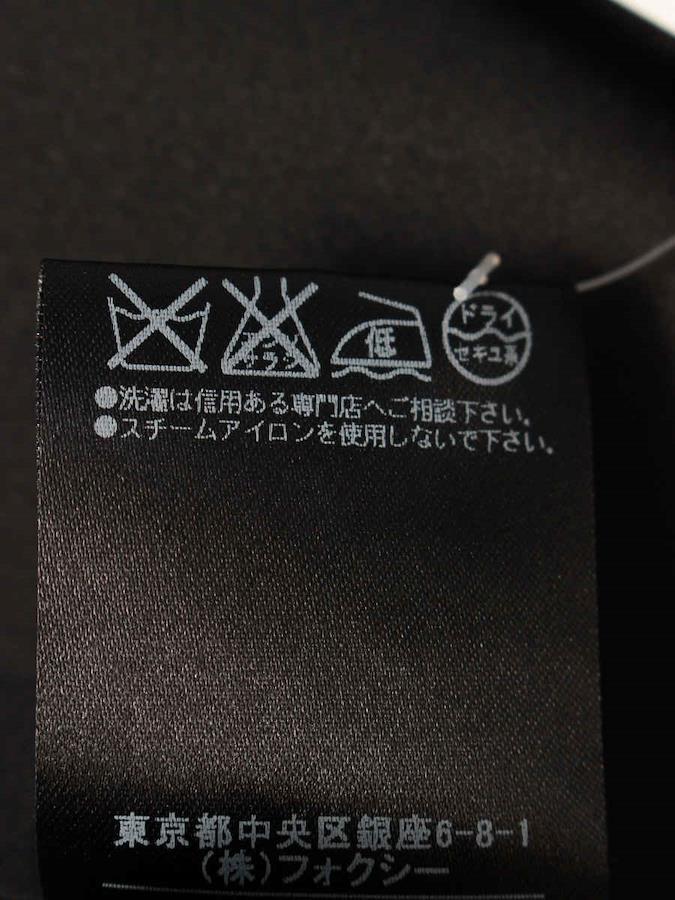 エンソ
サラシ
低
ドライ
セキユ系
●洗濯は信用ある専門店へご相談下さい。
●スチームアイロンを使用しないで下さい。
東京都中央区銀座6-8-1
(株)フォクシー